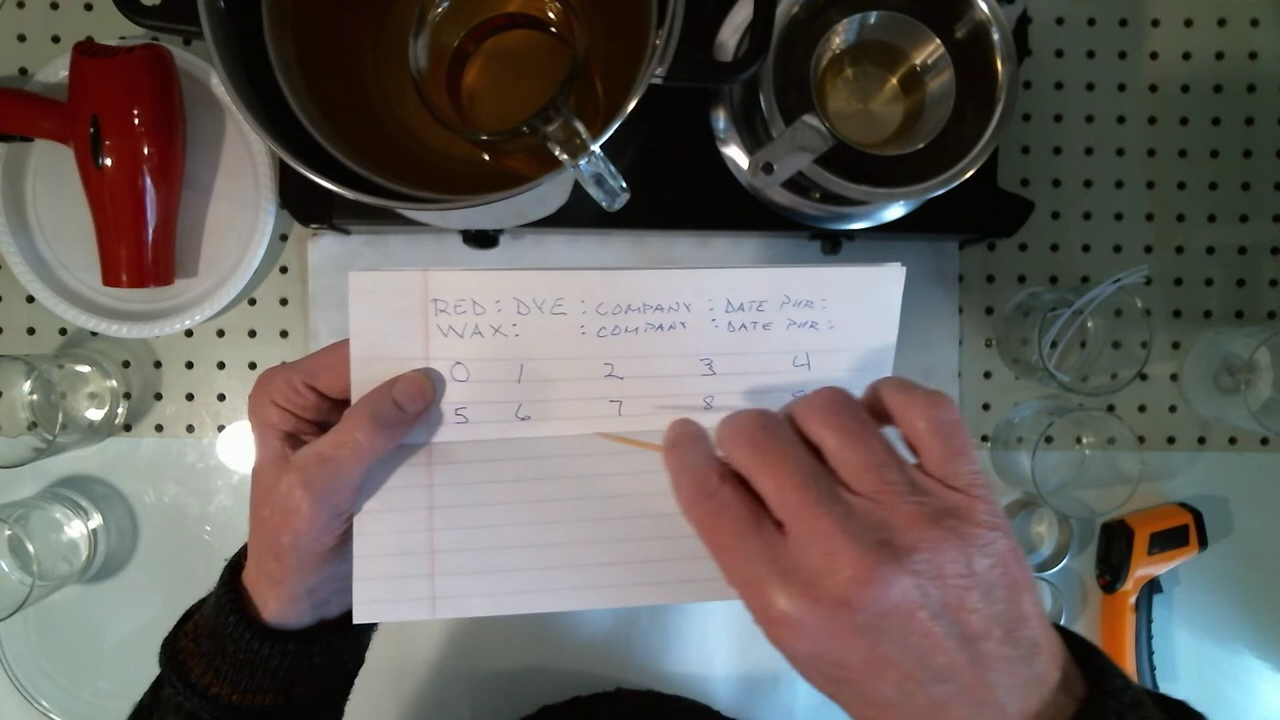 RED: DYE : COMPANY : DATE PUR:
WAX: : COMPANY : DATE PUR:
0 1 2 3 4
5 6 7 8